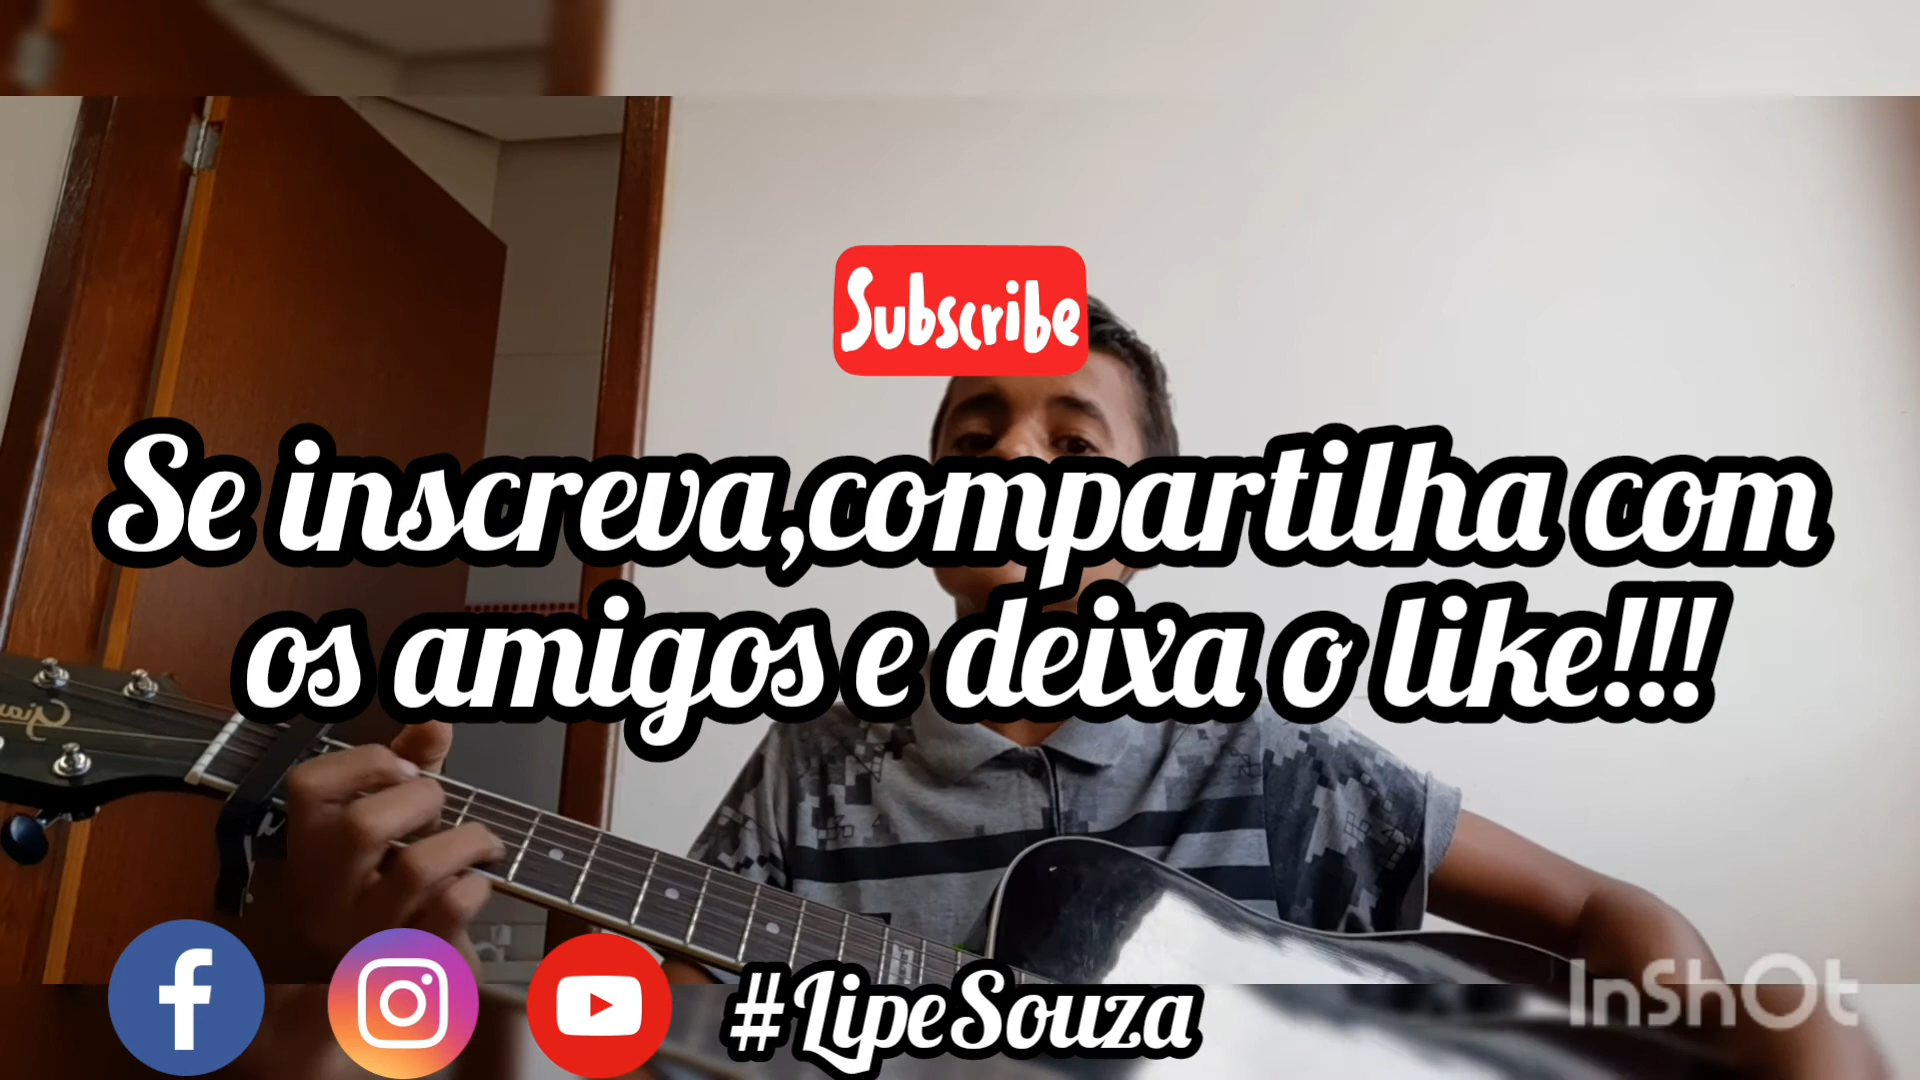 Subscribe
Se inscreva,compartilha com
os amigos e deixa o like!!!
#LipeSouza
InShOt